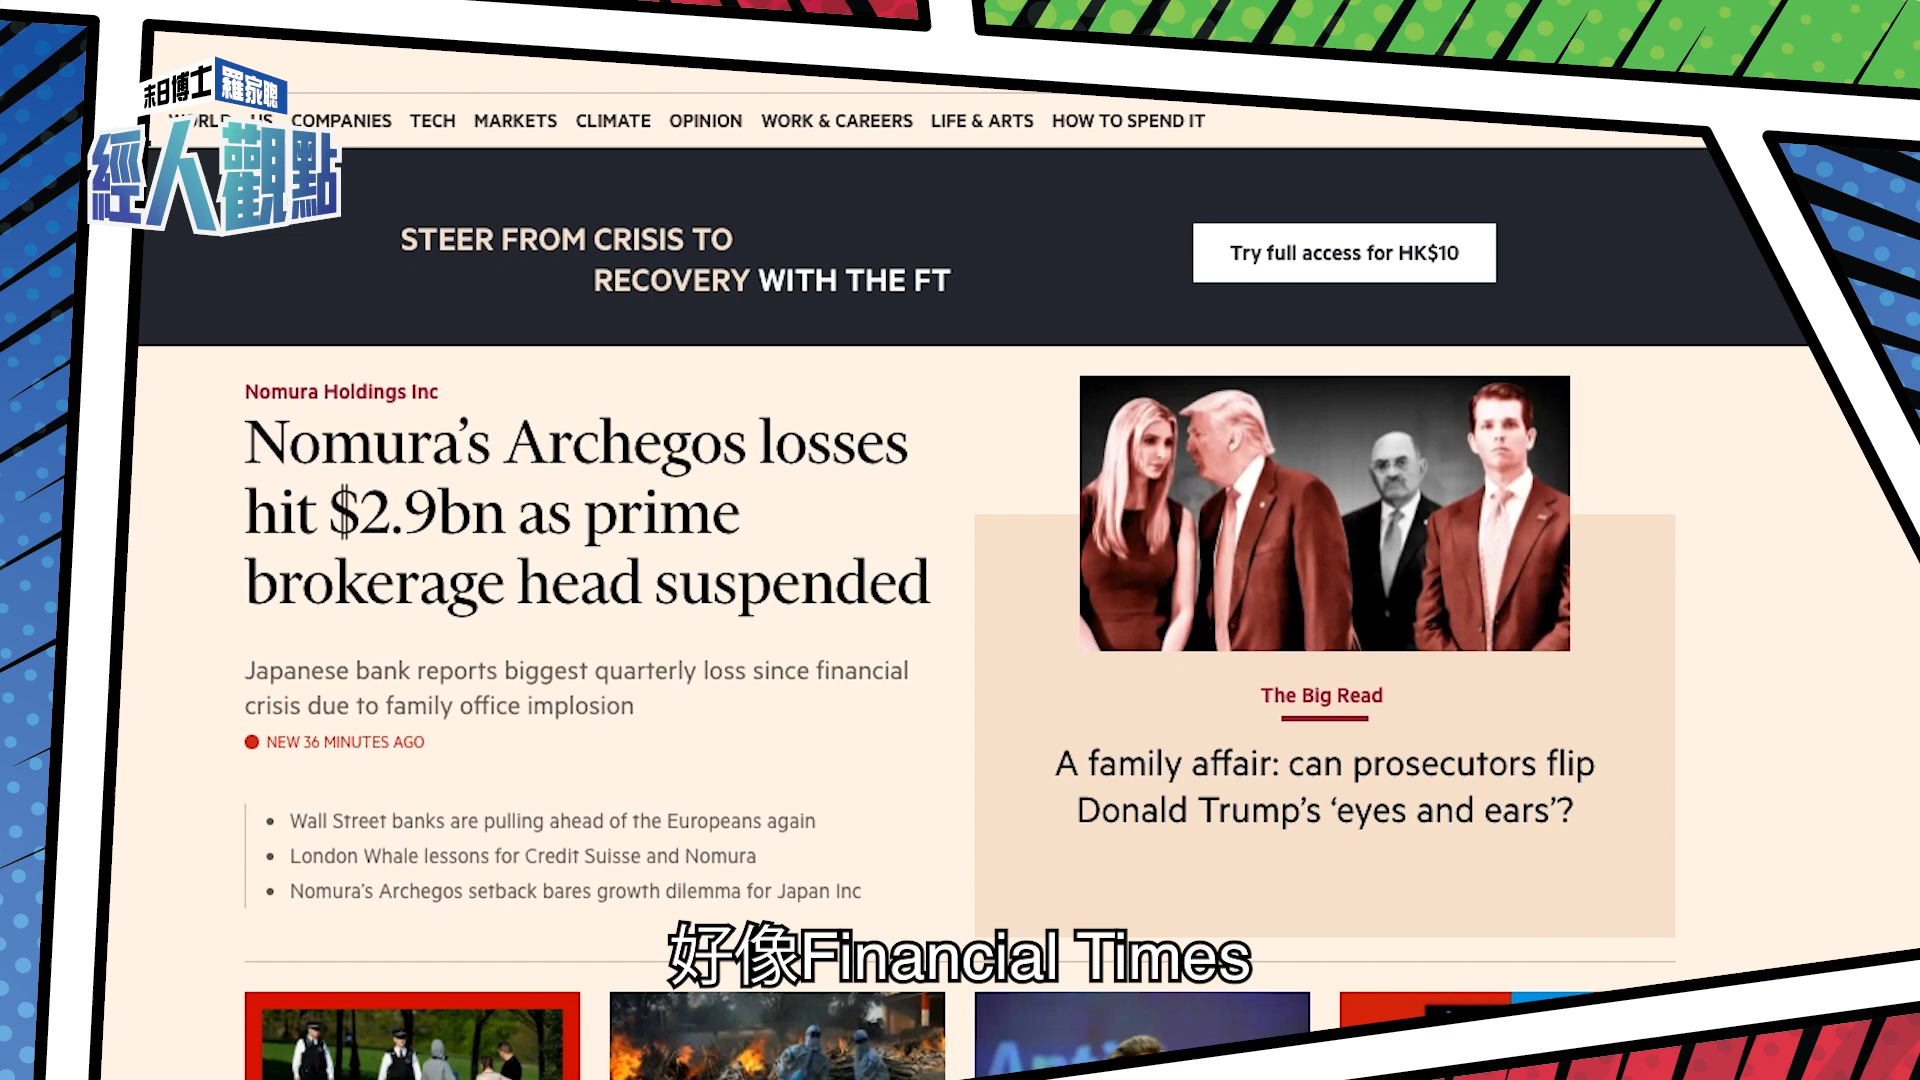 末日博士 羅家聰
經人觀點
WORLD US COMPANIES TECH MARKETS CLIMATE OPINION WORK & CAREERS LIFE & ARTS HOW TO SPEND IT
STEER FROM CRISIS TO
RECOVERY WITH THE FT
Try full access for HK$10
Nomura Holdings Inc
Nomura’s Archegos losses
hit $2.9bn as prime
brokerage head suspended
Japanese bank reports biggest quarterly loss since financial
crisis due to family office implosion
NEW 36 MINUTES AGO
Wall Street banks are pulling ahead of the Europeans again
London Whale lessons for Credit Suisse and Nomura
Nomura’s Archegos setback bares growth dilemma for Japan Inc
The Big Read
A family affair: can prosecutors flip
Donald Trump’s ‘eyes and ears’?
好像Financial Times